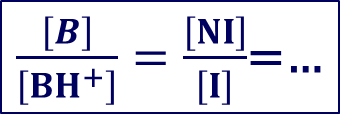 [B]/[BH⁺] = [NI]/[I] = ...